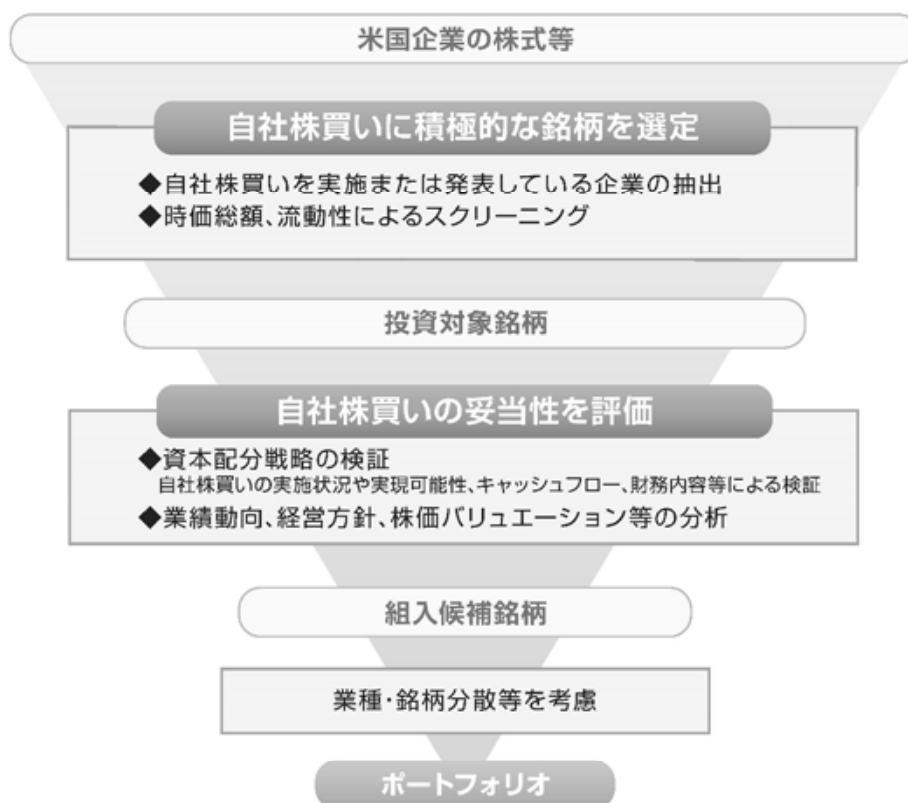 米国企業の株式等
自社株買いに積極的な銘柄を選定
◆自社株買いを実施または発表している企業の抽出
◆時価総額、流動性によるスクリーニング
投資対象銘柄
自社株買いの妥当性を評価
◆資本配分戦略の検証
自社株買いの実施状況や実現可能性、キャッシュフロー、財務内容等による検証
◆業績動向、経営方針、株価バリュエーション等の分析
組入候補銘柄
業種・銘柄分散等を考慮
ポートフォリオ